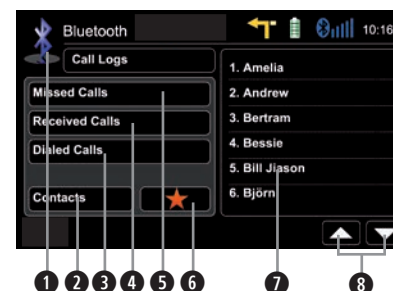 Bluetooth
10:16
Call Logs
Missed Calls
Received Calls
Dialed Calls
Contacts
1. Amelia
2. Andrew
3. Bertram
4. Bessie
5. Bill Jiason
6. Björn
1 2 3 4 5 6 7 8